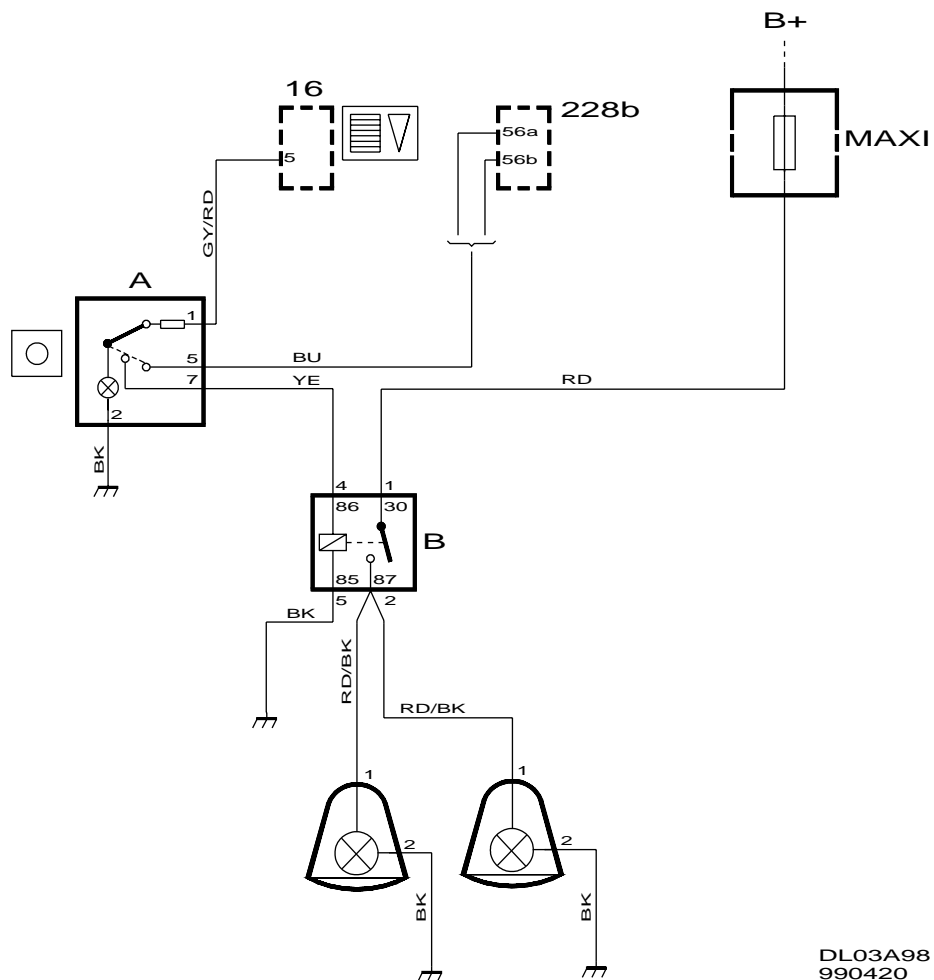 B+
16
228b
MAXI
56a
56b
5
GY/RD
A
1
5
BU
7
YE
RD
2
BK
4
1
86
30
B
85
87
5
2
BK
RD/BK
RD/BK
1
1
2
2
BK
BK
DL03A98
990420